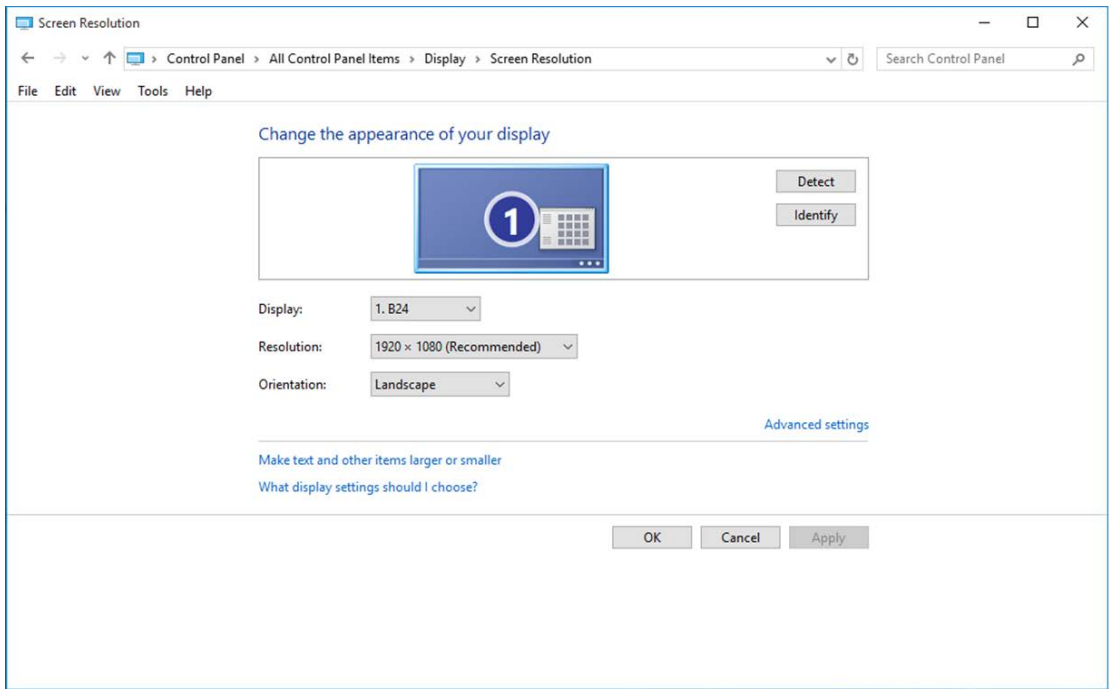 Screen Resolution
Control Panel > All Control Panel Items > Display > Screen Resolution
Search Control Panel
File Edit View Tools Help
Change the appearance of your display
1
Detect
Identify
Display: 1. B24
Resolution: 1920 × 1080 (Recommended)
Orientation: Landscape
Advanced settings
Make text and other items larger or smaller
What display settings should I choose?
OK Cancel Apply